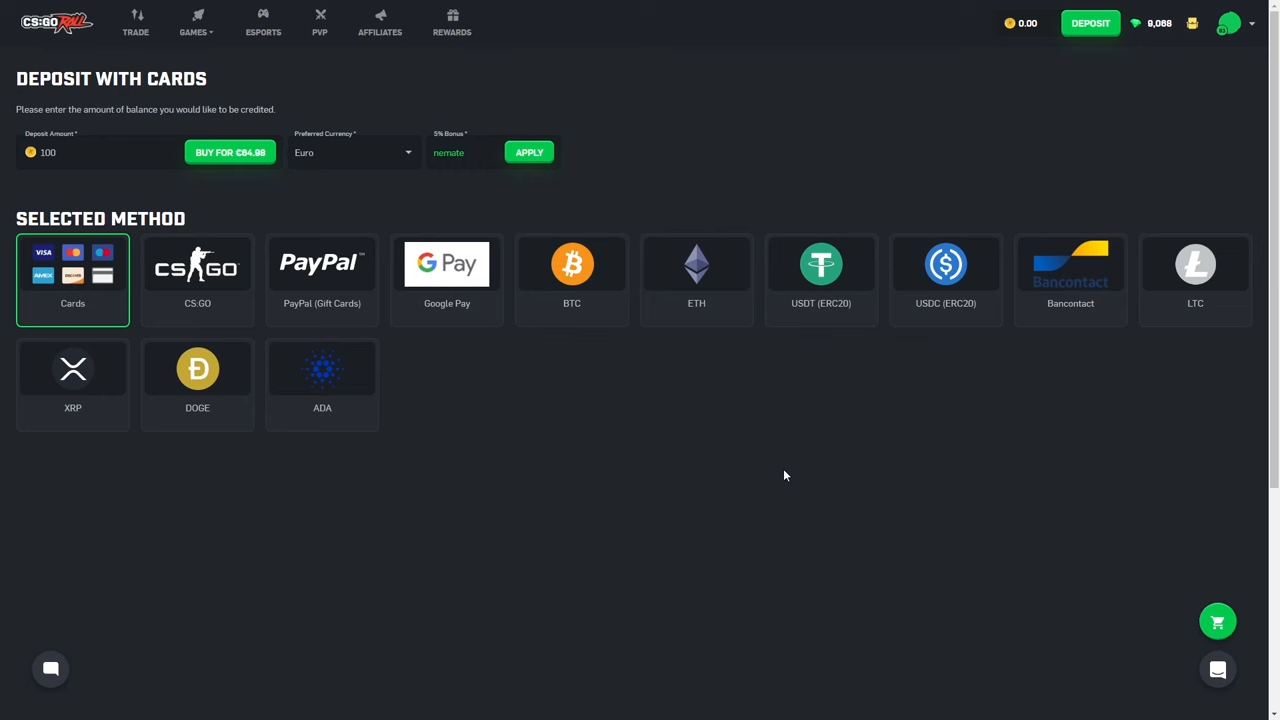 CS:GO ROLL
TRADE
GAMES
ESPORTS
PVP
AFFILIATES
REWARDS
0.00
DEPOSIT
9,068
DEPOSIT WITH CARDS
Please enter the amount of balance you would like to be credited.
Deposit Amount *
100
BUY FOR €64.98
Preferred Currency *
Euro
5% Bonus *
nemate
APPLY
SELECTED METHOD
VISA
AMEX
DISCOVER
Cards
CS:GO
CS:GO
PayPal™
PayPal (Gift Cards)
G Pay
Google Pay
BTC
ETH
USDT (ERC20)
USDC (ERC20)
Bancontact
Bancontact
LTC
XRP
DOGE
ADA